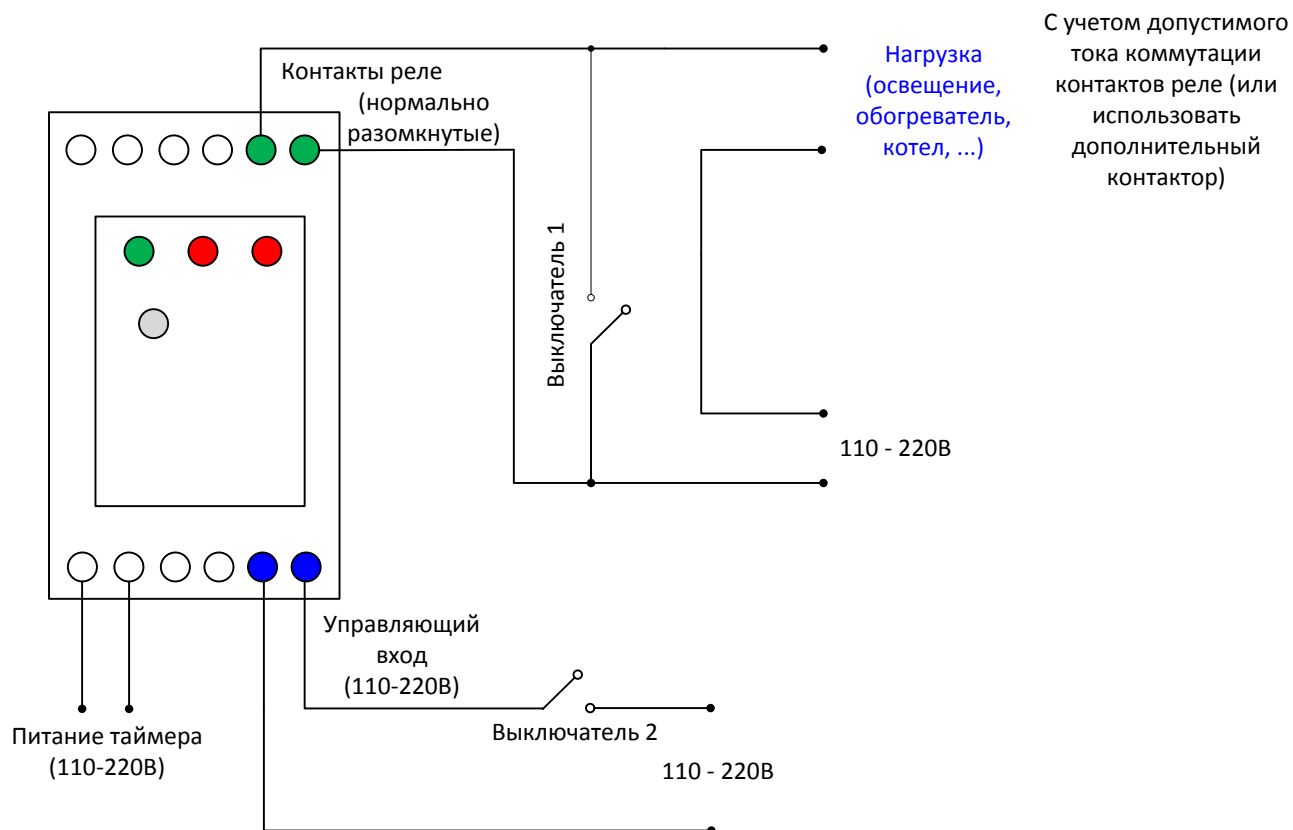 С учетом допустимого
тока коммутации
контактов реле (или
использовать
дополнительный
контактор)
Нагрузка
(освещение,
обогреватель,
котел, ...)
Контакты реле
(нормально
разомкнутые)
Выключатель 1
110 - 220В
Управляющий
вход
(110-220В)
Выключатель 2
Питание таймера
(110-220В)
110 - 220В